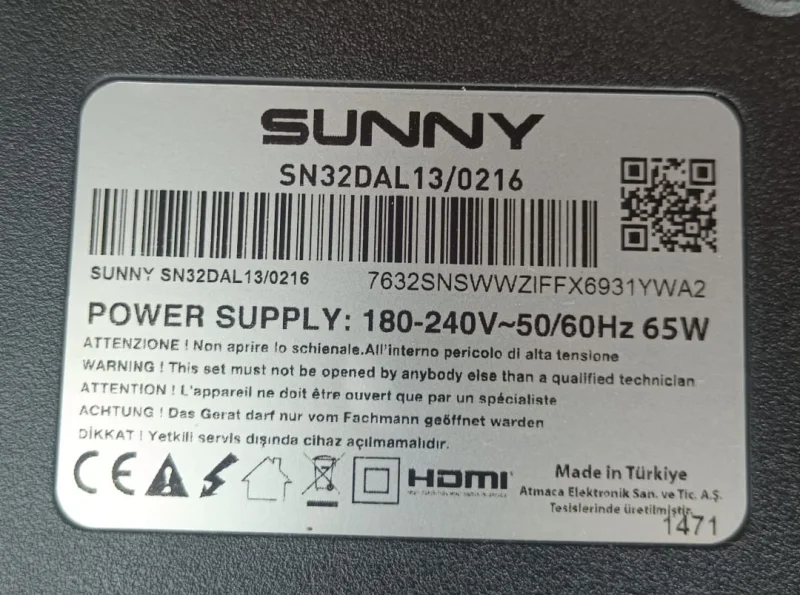 SUNNY
SN32DAL13/0216
SUNNY SN32DAL13/0216
7632SNSWWZIFFX6931YWA2
POWER SUPPLY: 180-240V~50/60Hz 65W
ATTENZIONE ! Non aprire lo schienale.All'interno pericolo di alta tensione
WARNING ! This set must not be opened by anybody else than a qualified technician
ATTENTION ! L'appareil ne doit être ouvert que par un spécialiste
ACHTUNG ! Das Gerat darf nur vom Fachmann geöffnet warden
DİKKAT ! Yetkili servis dışında cihaz açılmamalıdır.
CE
HDMI
Made in Türkiye
Atmaca Elektronik San. ve Tic. A.Ş.
Tesislerinde üretilmiştir.
1471